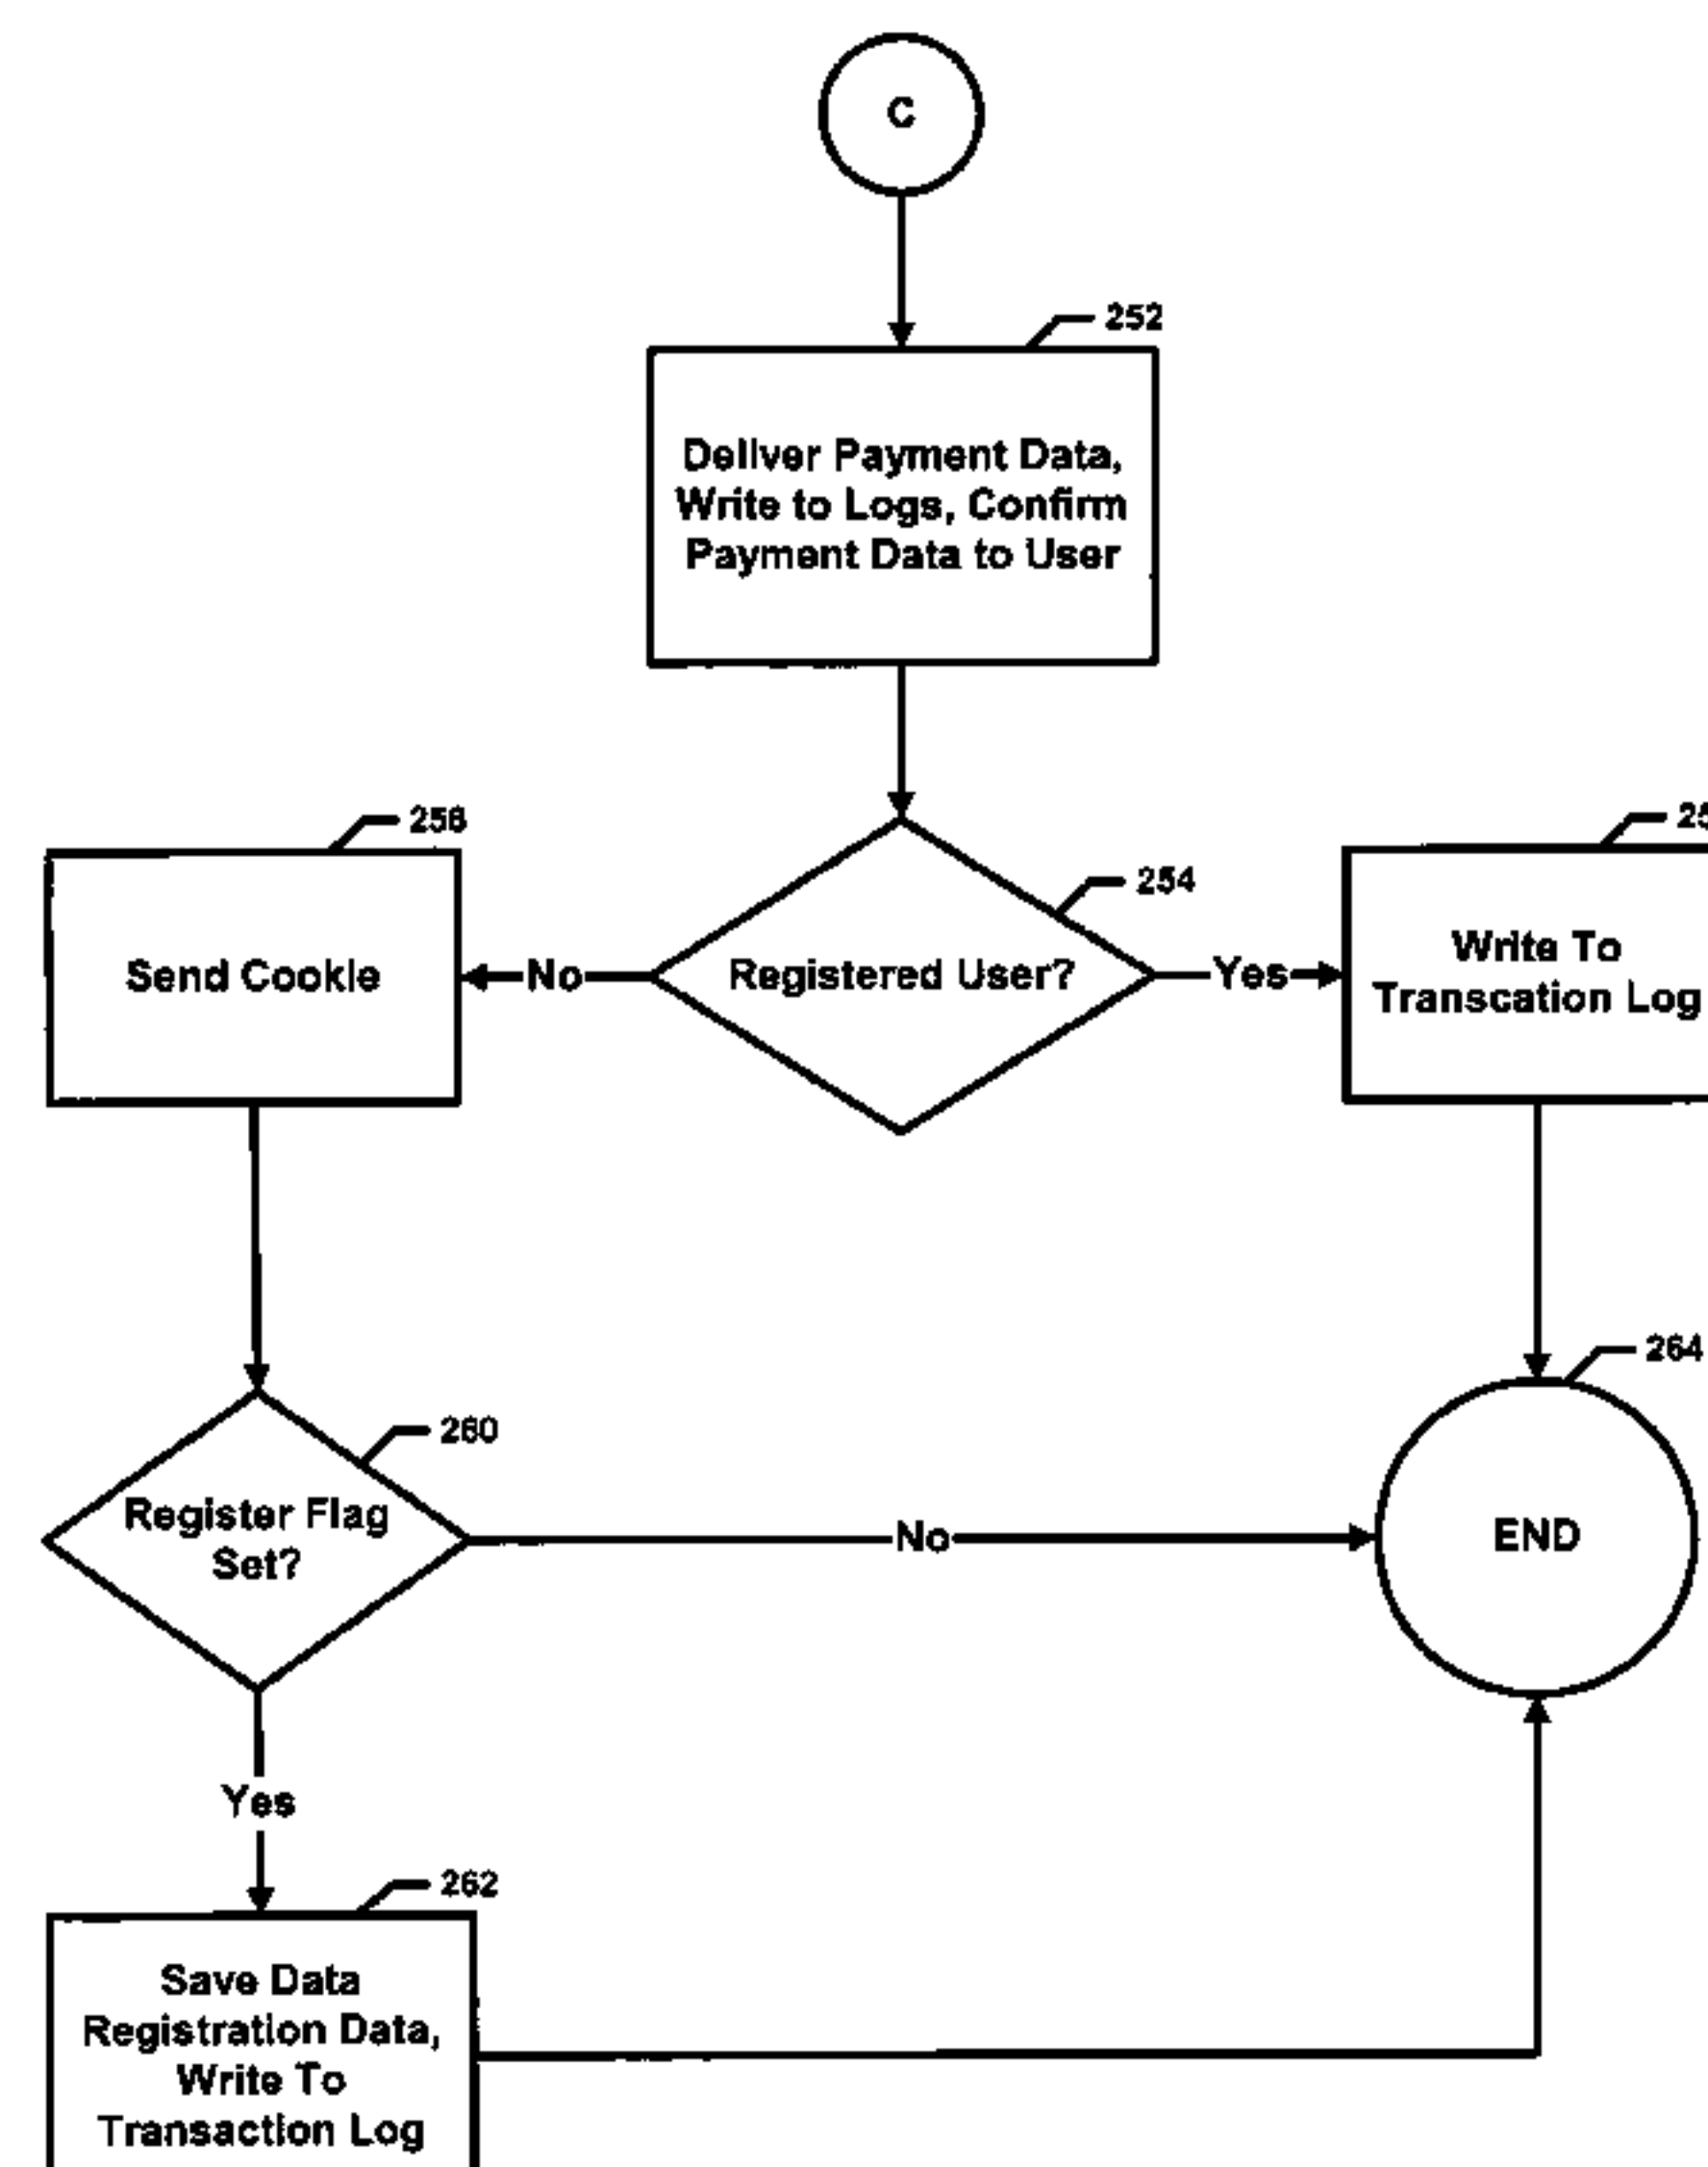 C
252
Deliver Payment Data,
Write to Logs, Confirm
Payment Data to User
258
Send Cookie
No
254
Registered User?
Yes
Write To
Transcation Log
264
END
260
Register Flag
Set?
No
Yes
262
Save Data
Registration Data,
Write To
Transaction Log